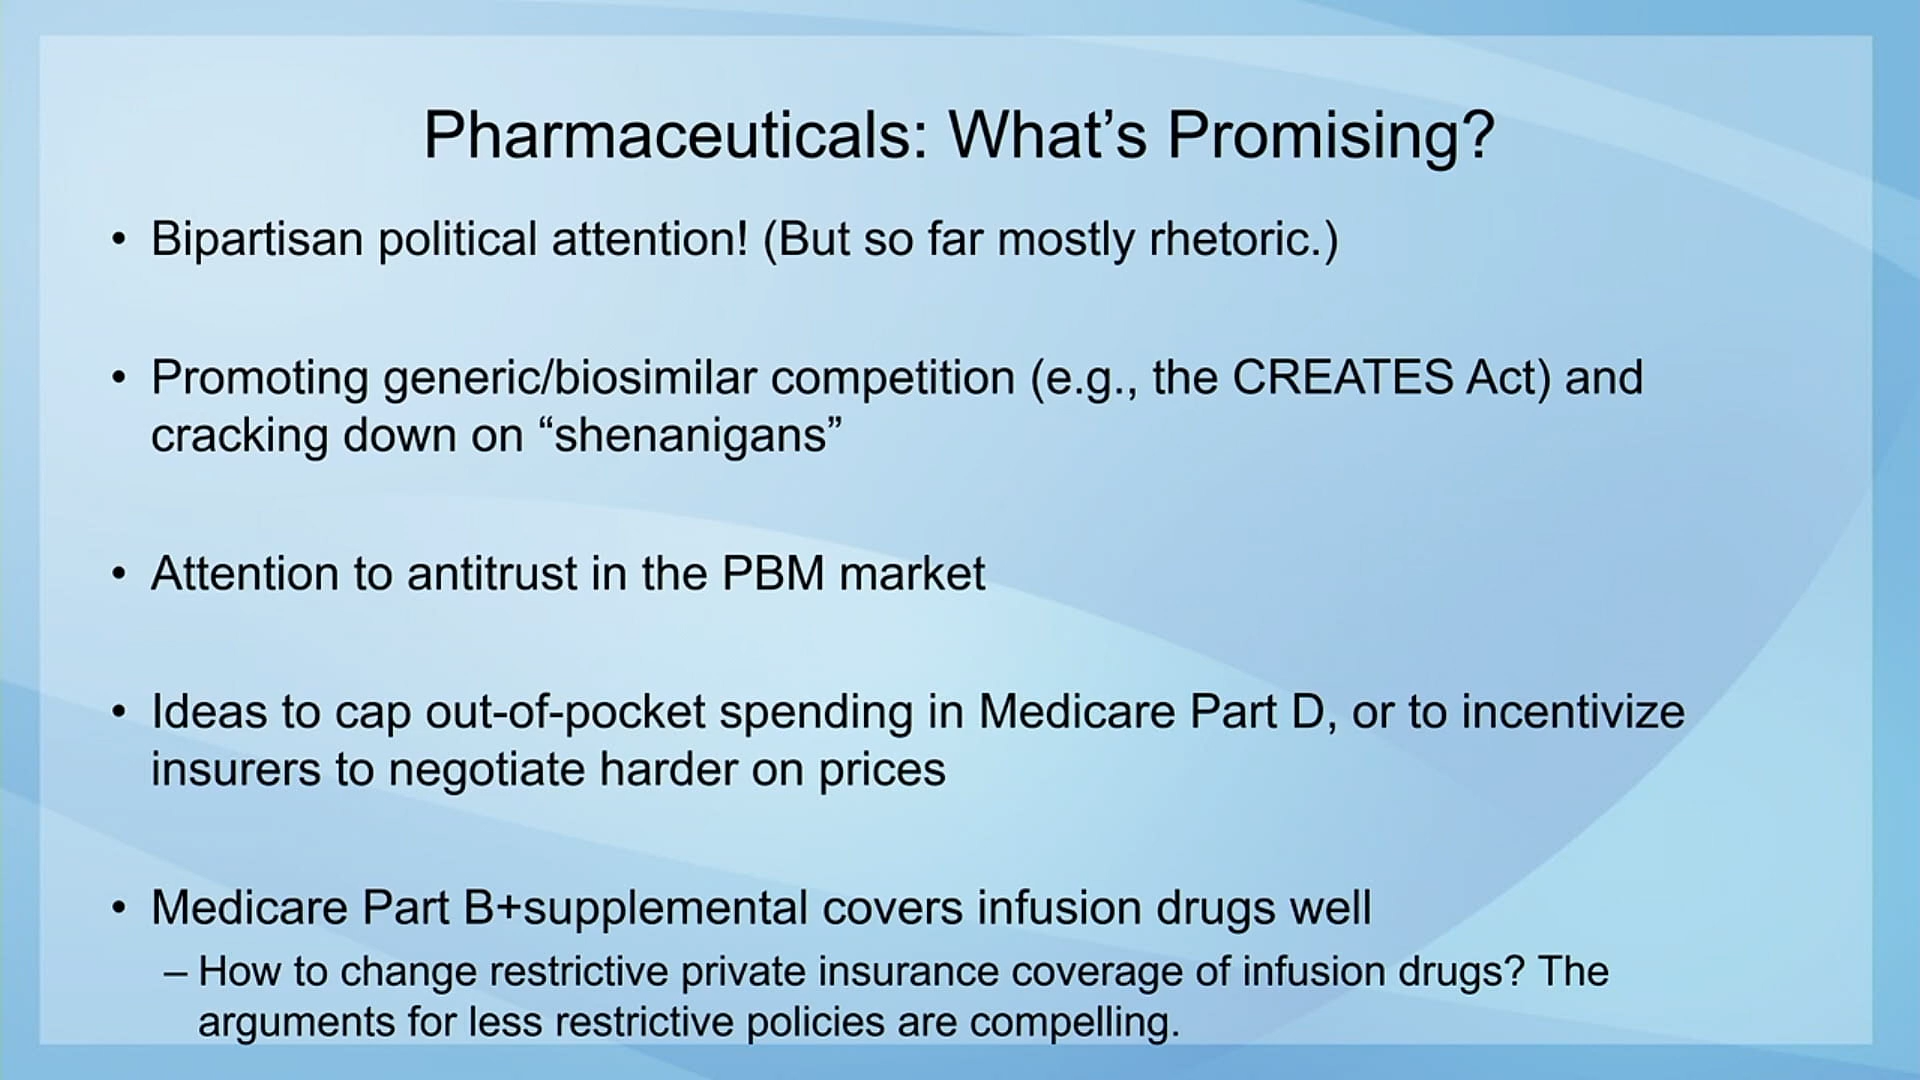 Pharmaceuticals: What’s Promising?
• Bipartisan political attention! (But so far mostly rhetoric.)
• Promoting generic/biosimilar competition (e.g., the CREATES Act) and
cracking down on “shenanigans”
• Attention to antitrust in the PBM market
• Ideas to cap out-of-pocket spending in Medicare Part D, or to incentivize
insurers to negotiate harder on prices
• Medicare Part B+supplemental covers infusion drugs well
– How to change restrictive private insurance coverage of infusion drugs? The
arguments for less restrictive policies are compelling.